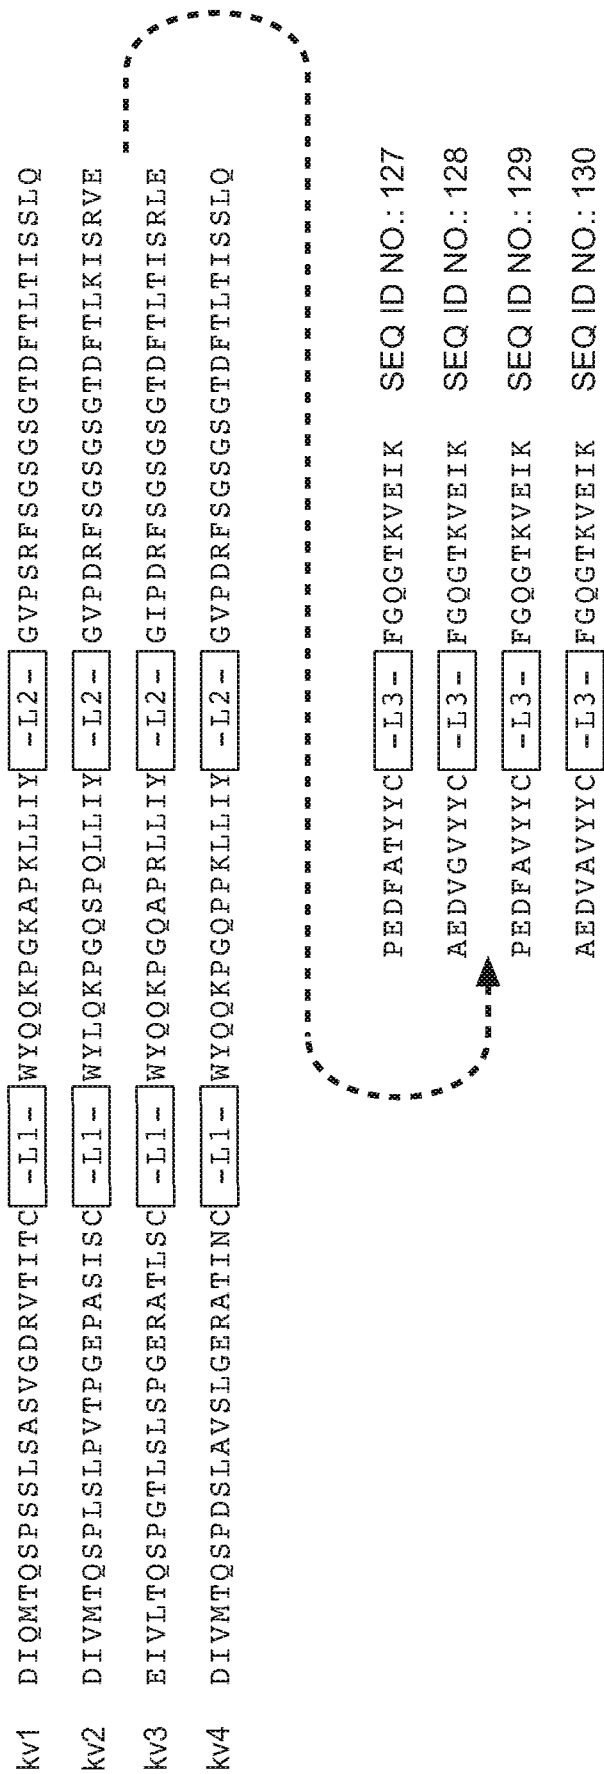 kv1 DIQMTQSPSSLSASVGDRVTITC -L1- WYQQKPGKAPKLLIY -L2- GVPSRFSGSGSGTDFTLTISSLQ
kv2 DIVMTQSPLSLPVTPGEPASISC -L1- WYLQKPGQSPQLLIY -L2- GVPDRFSGSGSGTDFTLKISRVE
kv3 EIVLTQSPGTLSLSPGERATLSC -L1- WYQQKPGQAPRLLIY -L2- GIPDRFSGSGSGTDFTLTISRLE
kv4 DIVMTQSPDSLAVSLGERATINC -L1- WYQQKPGQPPKLLIY -L2- GVPDRFSGSGSGTDFTLTISSLQ
PEDFATYYC -L3- FGQGTKVEIK SEQ ID NO.: 127
AEDVGVYYC -L3- FGQGTKVEIK SEQ ID NO.: 128
PEDFAVYYC -L3- FGQGTKVEIK SEQ ID NO.: 129
AEDVAVYYC -L3- FGQGTKVEIK SEQ ID NO.: 130